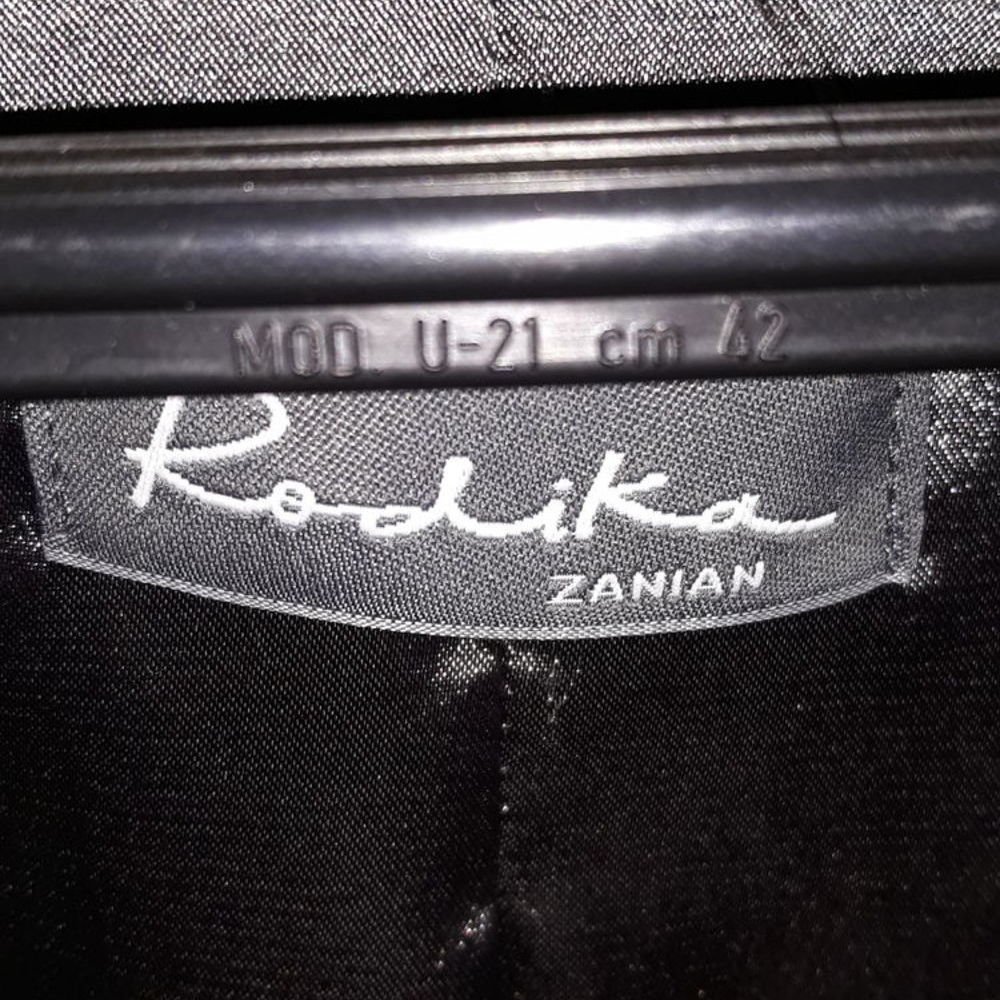 MOD. U-21 cm 42
Rodika
ZANIAN